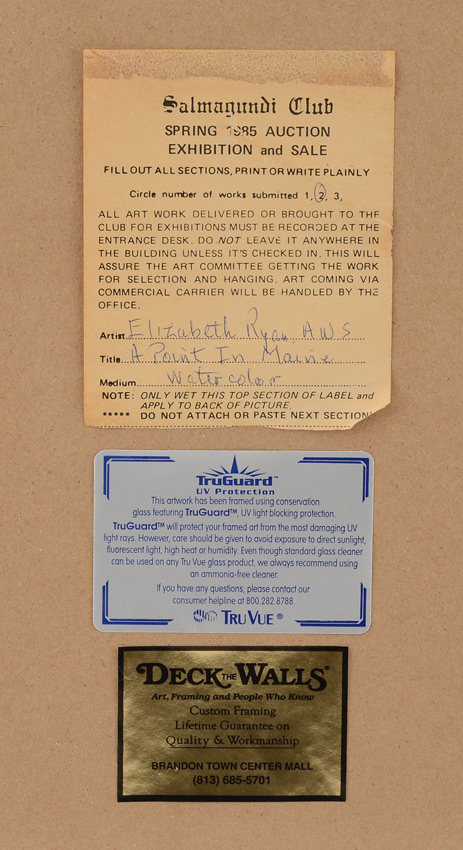 Salmagundi Club
SPRING 1985 AUCTION
EXHIBITION and SALE
FILL OUT ALL SECTIONS, PRINT OR WRITE PLAINLY
Circle number of works submitted 1, 2, 3,
ALL ART WORK DELIVERED OR BROUGHT TO THE
CLUB FOR EXHIBITIONS MUST BE RECORDED AT THE
ENTRANCE DESK. DO NOT LEAVE IT ANYWHERE IN
THE BUILDING UNLESS IT'S CHECKED IN. THIS WILL
ASSURE THE ART COMMITTEE GETTING THE WORK
FOR SELECTION AND HANGING. ART COMING VIA
COMMERCIAL CARRIER WILL BE HANDLED BY THE
OFFICE.
Artist Elizabeth Ryan, AWS
Title A Point In Maine
Medium Watercolor
NOTE: ONLY WET THIS TOP SECTION OF LABEL and
APPLY TO BACK OF PICTURE.
***** DO NOT ATTACH OR PASTE NEXT SECTION
TruGuard™
UV Protection
This artwork has been framed using conservation
glass featuring TruGuard™, UV light blocking protection.
TruGuard™ will protect your framed art from the most damaging UV
light rays. However, care should be given to avoid exposure to direct sunlight,
fluorescent light, high heat or humidity. Even though standard glass cleaner
can be used on any Tru Vue glass product, we always recommend using
an ammonia-free cleaner.
If you have any questions, please contact our
consumer helpline at 800.282.8788.
TRU VUE ®
DECK THE WALLS®
Art, Framing and People Who Know
Custom Framing
Lifetime Guarantee on
Quality & Workmanship
BRANDON TOWN CENTER MALL
(813) 685-5701